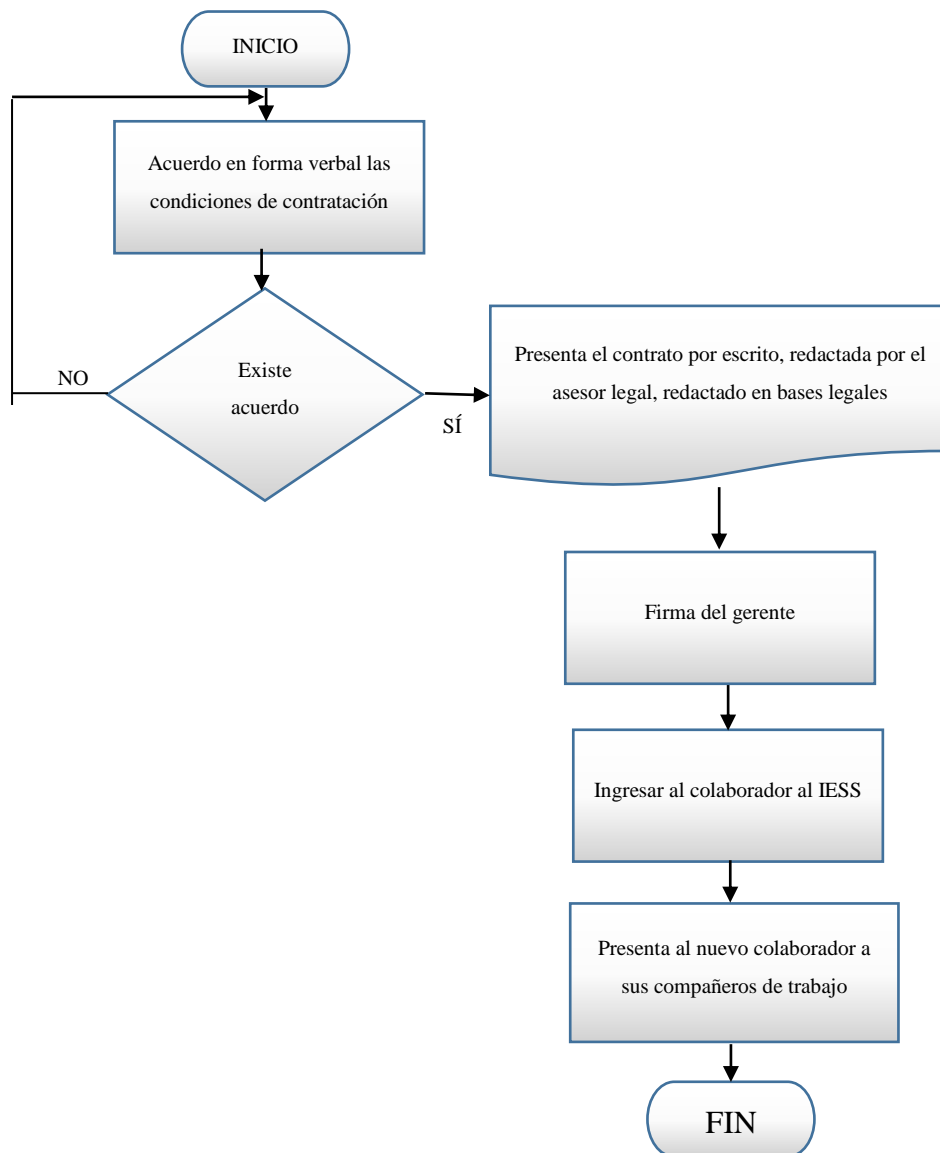 INICIO
Acuerdo en forma verbal las
condiciones de contratación
Existe
acuerdo
NO
SÍ
Presenta el contrato por escrito, redactada por el
asesor legal, redactado en bases legales
Firma del gerente
Ingresar al colaborador al IESS
Presenta al nuevo colaborador a
sus compañeros de trabajo
FIN